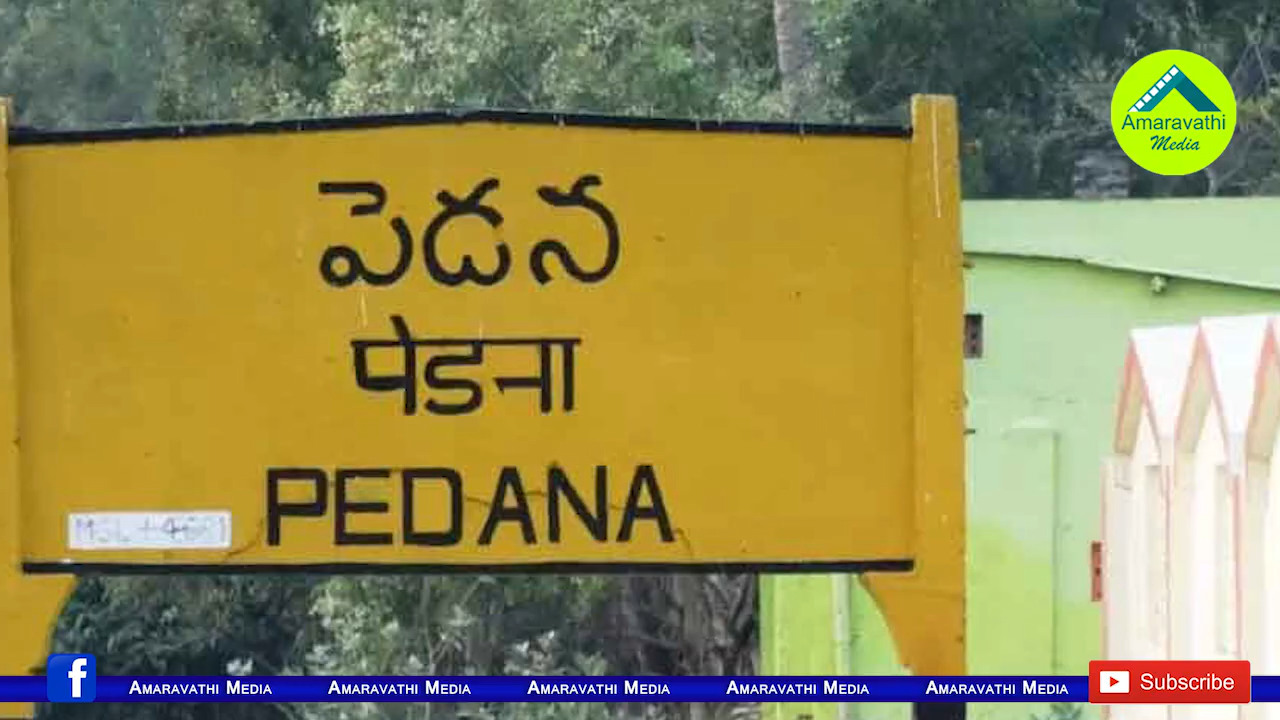 Amaravathi
Media
పెడన
पेडना
PEDANA
Amaravathi Media Amaravathi Media Amaravathi Media Amaravathi Media Amaravathi Media
Subscribe